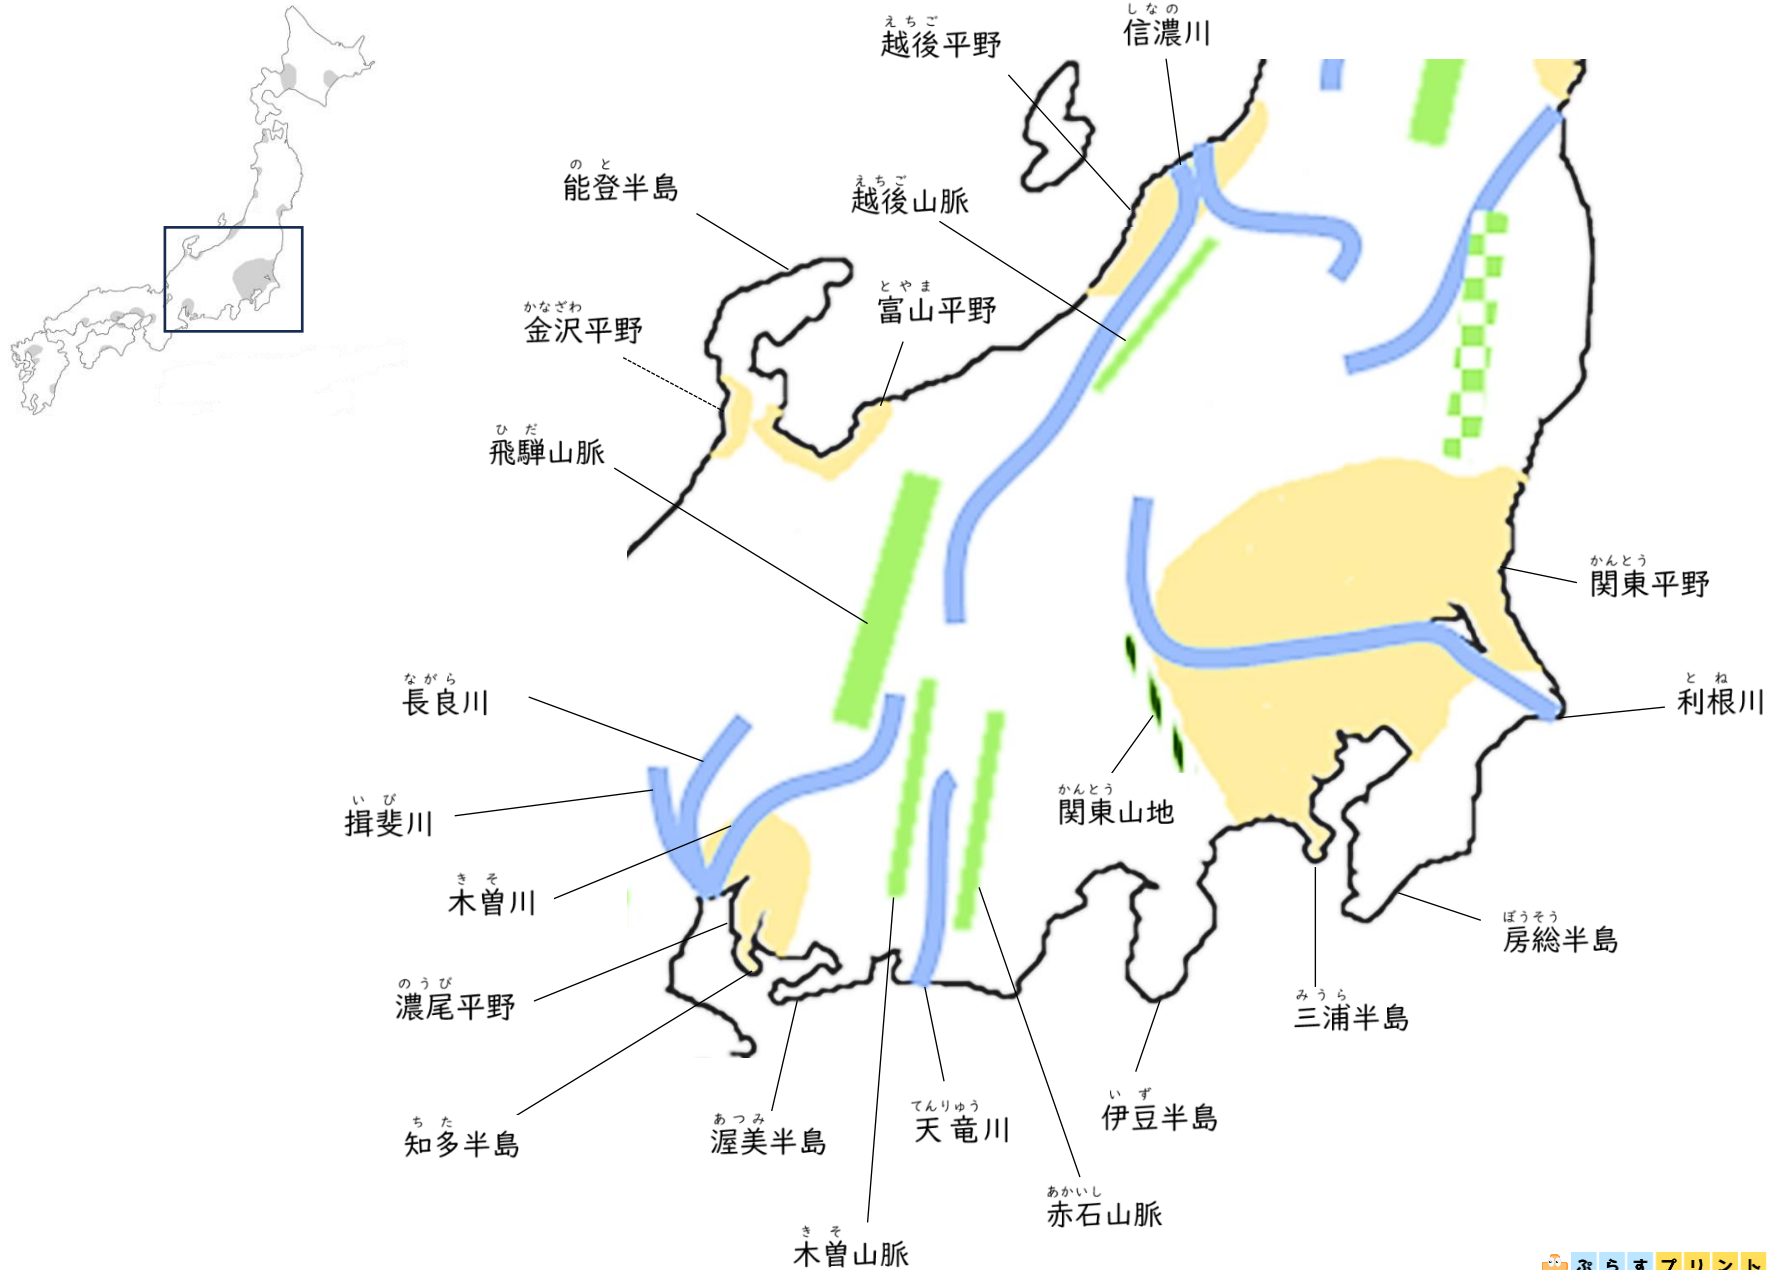 しなの
信濃川
えちご
越後平野
のと
能登半島
えちご
越後山脈
とやま
富山平野
かなざわ
金沢平野
ひだ
飛騨山脈
かんとう
関東平野
ながら
長良川
とね
利根川
いび
揖斐川
かんとう
関東山地
きそ
木曽川
ぼうそう
房総半島
のうび
濃尾平野
みうら
三浦半島
ちた
知多半島
あつみ
渥美半島
てんりゅう
天竜川
いず
伊豆半島
あかいし
赤石山脈
きそ
木曽山脈
ぷらすプリント